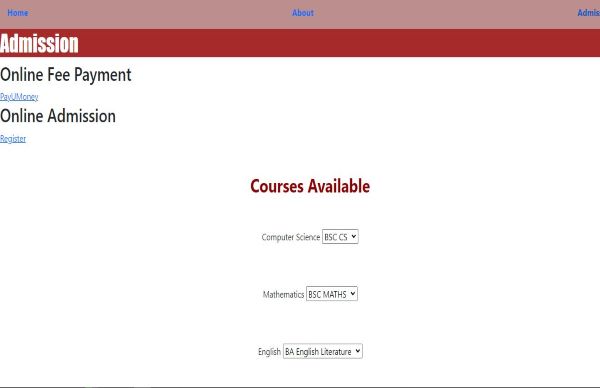 Home About Admis
Admission
Online Fee Payment
PayUMoney
Online Admission
Register
Courses Available
Computer Science BSC CS
Mathematics BSC MATHS
English BA English Literature